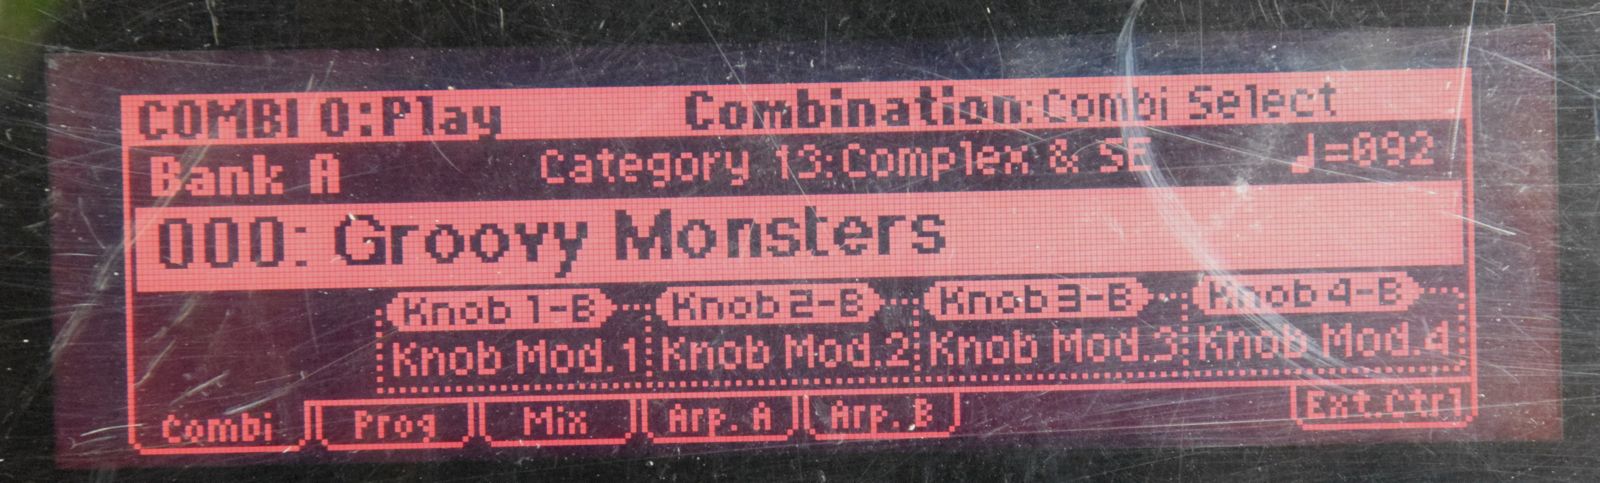 COMBI 0:Play Combination:Combi Select
Bank A Category 13:Complex & SE ♩=092
000: Groovy Monsters
Knob 1-B Knob 2-B Knob 3-B Knob 4-B
Knob Mod.1 Knob Mod.2 Knob Mod.3 Knob Mod.4
Combi Prog Mix Arp. A Arp. B Ext.Ctrl